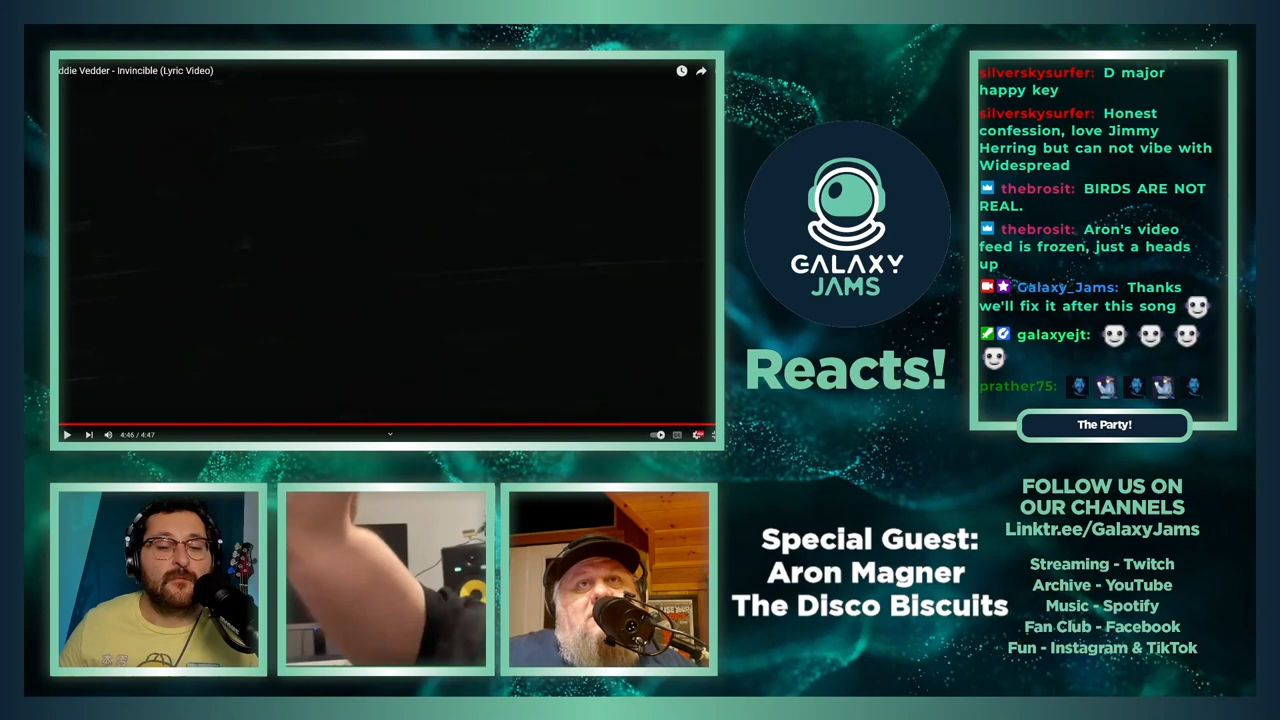 ddie Vedder - Invincible (Lyric Video)
4:46 / 4:47
GALAXY
JAMS
Reacts!
silverskysurfer: D major
happy key
silverskysurfer: Honest
confession, love Jimmy
Herring but can not vibe with
Widespread
thebrosit: BIRDS ARE NOT
REAL.
thebrosit: Aron's video
feed is frozen, just a heads
up
Galaxy_Jams: Thanks
we'll fix it after this song
galaxyejt:
prather75:
The Party!
Special Guest:
Aron Magner
The Disco Biscuits
FOLLOW US ON
OUR CHANNELS
Linktr.ee/GalaxyJams
Streaming - Twitch
Archive - YouTube
Music - Spotify
Fan Club - Facebook
Fun - Instagram & TikTok